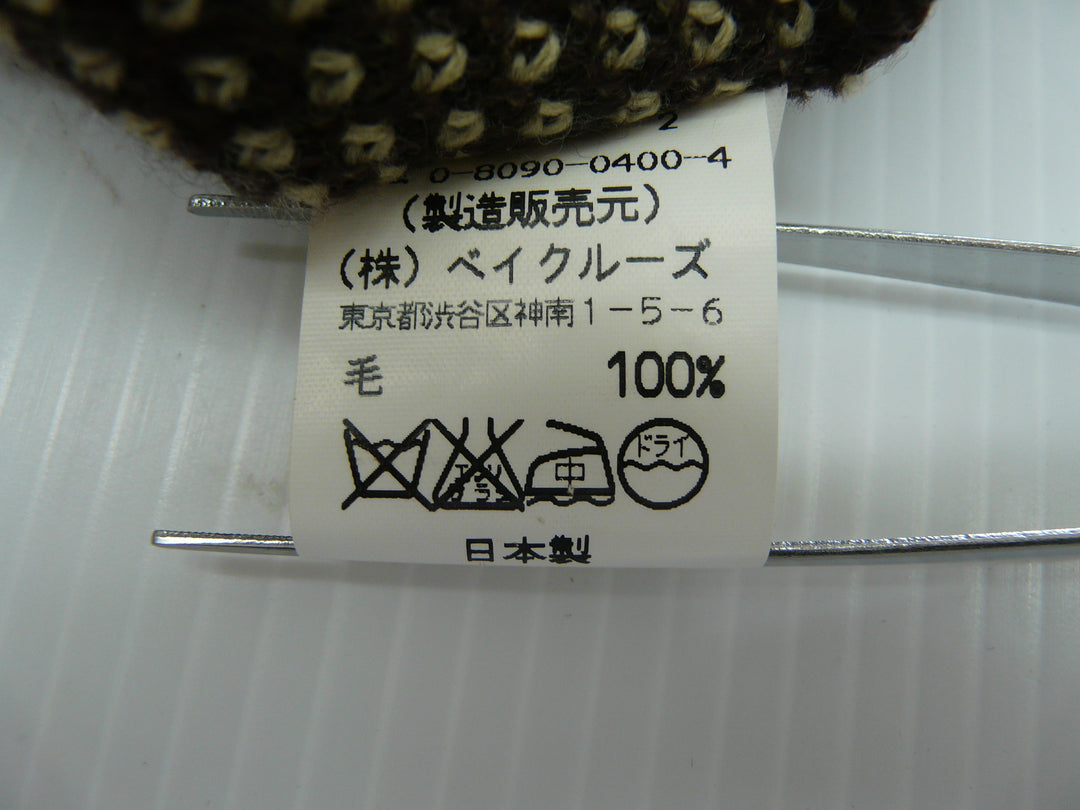 2
0-8090-0400-4
(製造販売元)
(株) ベイクルーズ
東京都渋谷区神南1-5-6
毛 100%
中 ドライ
日本製